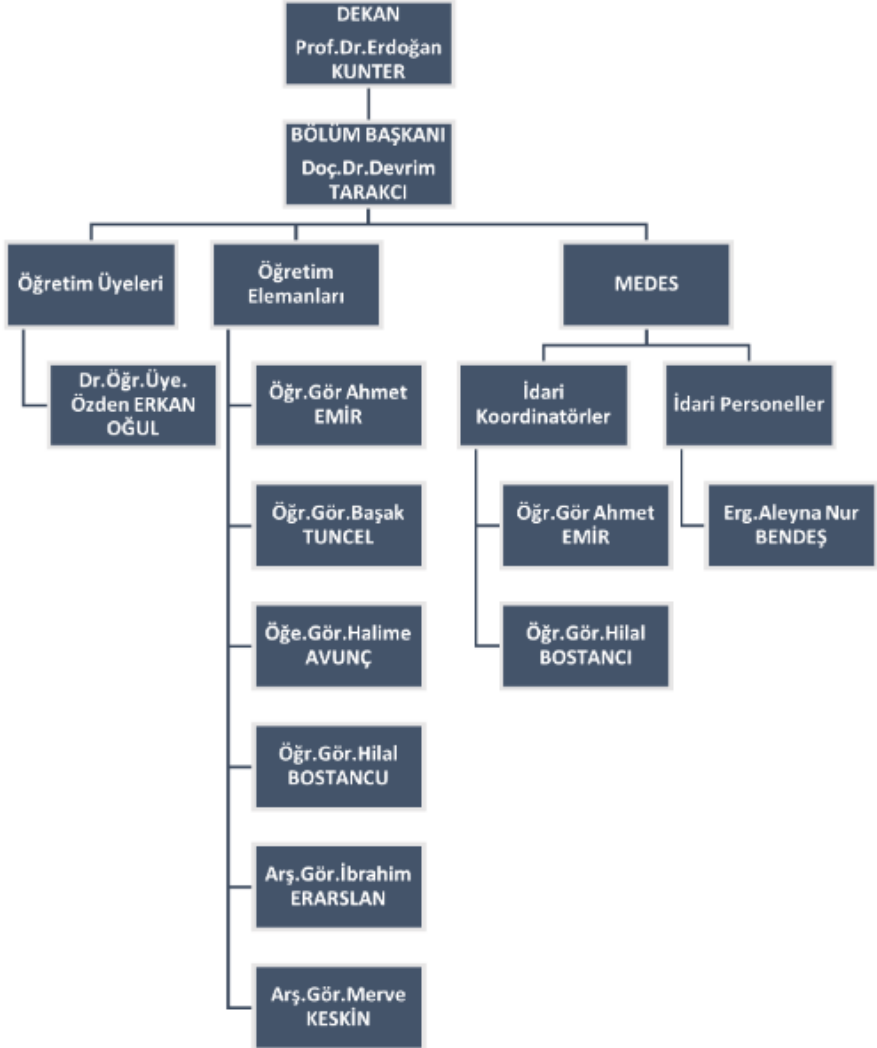 DEKAN
Prof.Dr.Erdoğan
KUNTER
BÖLÜM BAŞKANI
Doç.Dr.Devrim
TARAKCI
Öğretim Üyeleri
Dr.Öğr.Üye.
Özden ERKAN
OĞUL
Öğretim
Elemanları
Öğr.Gör Ahmet
EMİR
Öğr.Gör.Başak
TUNCEL
Öğe.Gör.Halime
AVUNÇ
Öğr.Gör.Hilal
BOSTANCU
Arş.Gör.İbrahim
ERARSLAN
Arş.Gör.Merve
KESKİN
MEDES
İdari
Koordinatörler
Öğr.Gör Ahmet
EMİR
Öğr.Gör.Hilal
BOSTANCI
İdari Personeller
Erg.Aleyna Nur
BENDEŞ